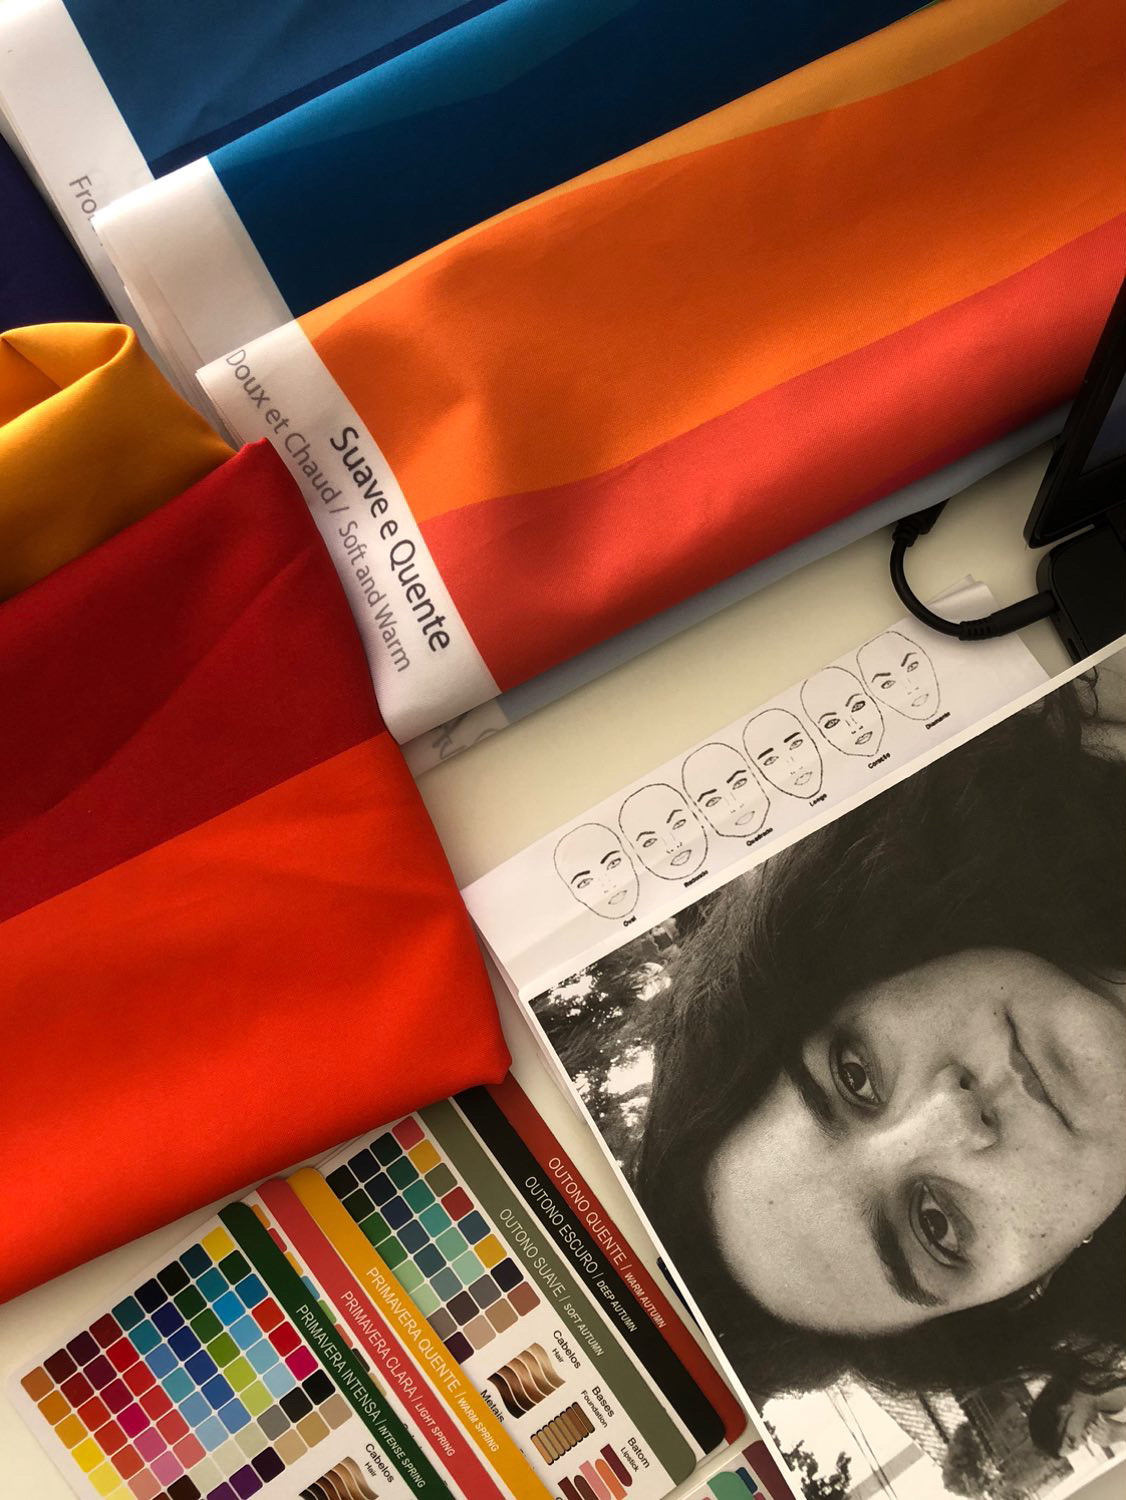 Suave e Quente
Doux et Chaud / Soft and Warm
Oval
Redondo
Quadrado
Longo
Coração
Diamante
OUTONO QUENTE / WARM AUTUMN
OUTONO ESCURO / DEEP AUTUMN
OUTONO SUAVE / SOFT AUTUMN
PRIMAVERA QUENTE / WARM SPRING
PRIMAVERA CLARA / LIGHT SPRING
PRIMAVERA INTENSA / INTENSE SPRING
Cabelos
Hair
Bases
Foundation
Batom
Lipstick
Metais
Cabelos
Hair